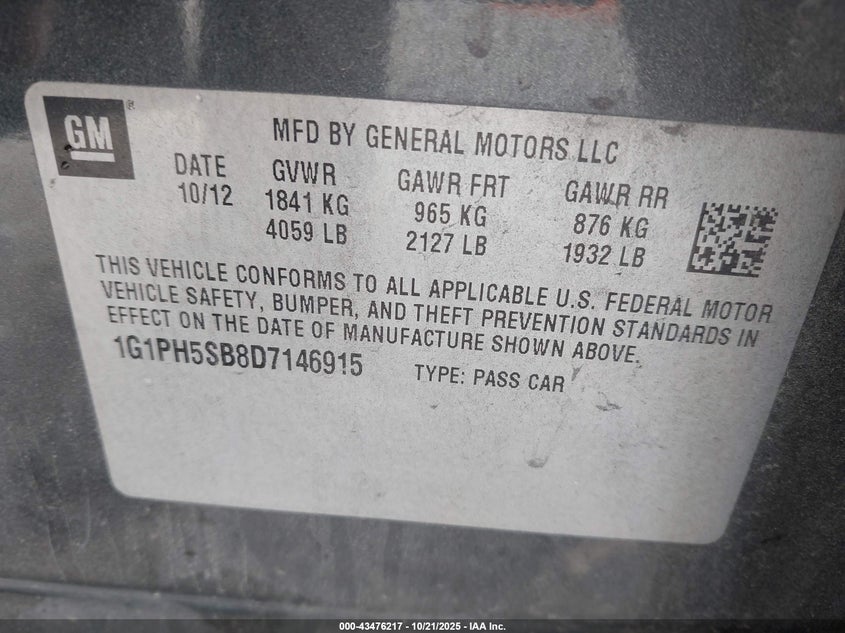 GM
®
MFD BY GENERAL MOTORS LLC
DATE GVWR GAWR FRT GAWR RR
10/12 1841 KG 965 KG 876 KG
4059 LB 2127 LB 1932 LB
THIS VEHICLE CONFORMS TO ALL APPLICABLE U.S. FEDERAL MOTOR
VEHICLE SAFETY, BUMPER, AND THEFT PREVENTION STANDARDS IN
EFFECT ON THE DATE OF MANUFACTURE SHOWN ABOVE.
1G1PH5SB8D7146915 TYPE: PASS CAR
000-43476217 - 10/21/2025 - IAA Inc.